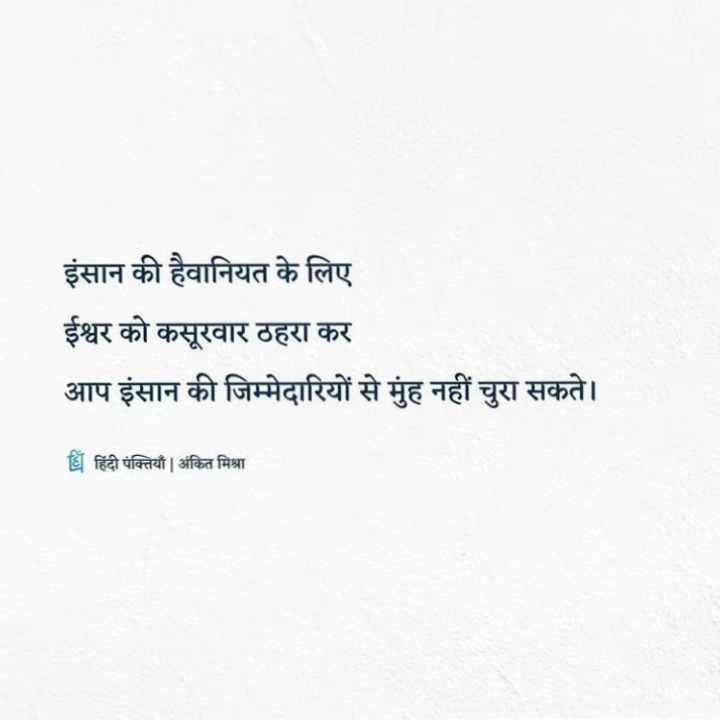 इंसान की हैवानियत के लिए
ईश्वर को कसूरवार ठहरा कर
आप इंसान की जिम्मेदारियों से मुंह नहीं चुरा सकते।
हिंदी पंक्तियाँ | अंकित मिश्रा